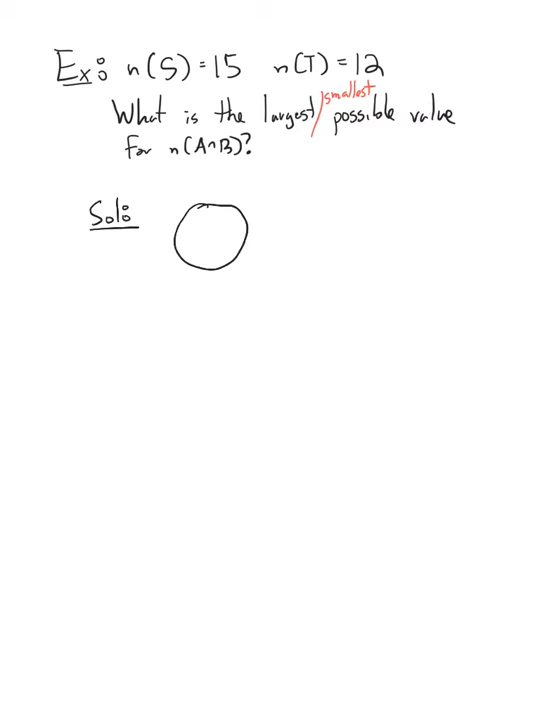 Ex: n(S)=15 n(T)=12
What is the largest/smallest possible value
for n(A∩B)?
Sol: